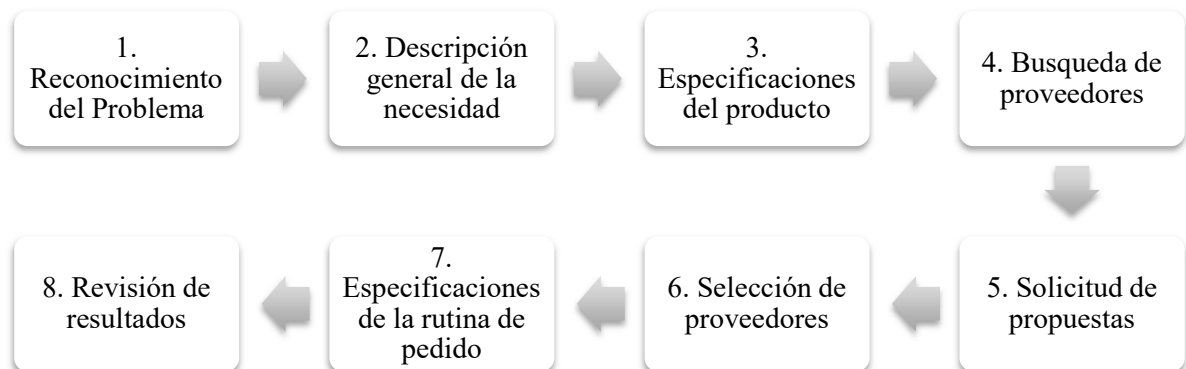 1.
Reconocimiento
del Problema
2. Descripción
general de la
necesidad
3.
Especificaciones
del producto
4. Busqueda de
proveedores
5. Solicitud de
propuestas
6. Selección de
proveedores
7.
Especificaciones
de la rutina de
pedido
8. Revisión de
resultados